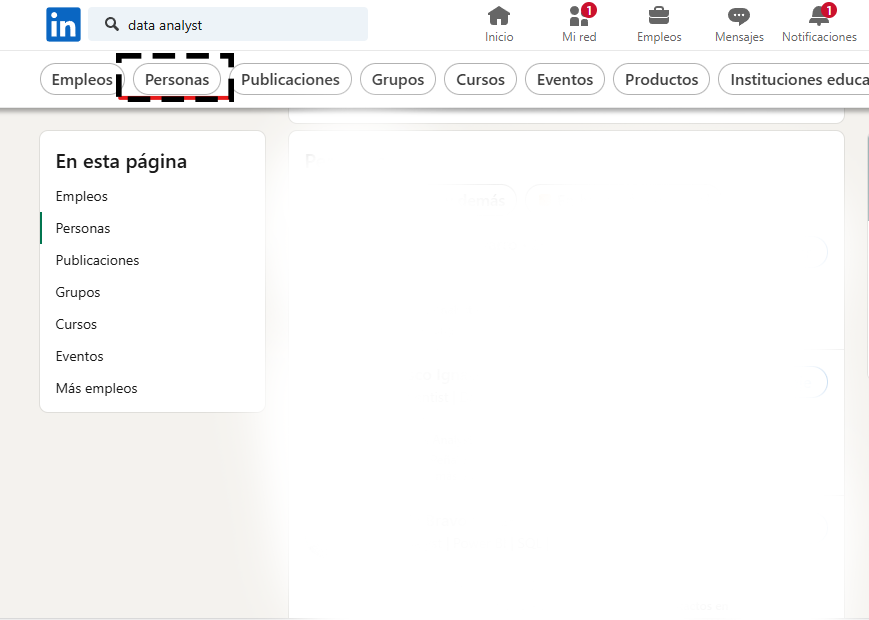 in data analyst
Inicio
1
Mi red
Empleos
Mensajes
1
Notificaciones
Empleos Personas Publicaciones Grupos Cursos Eventos Productos Instituciones educa
En esta página
Empleos
Personas
Publicaciones
Grupos
Cursos
Eventos
Más empleos